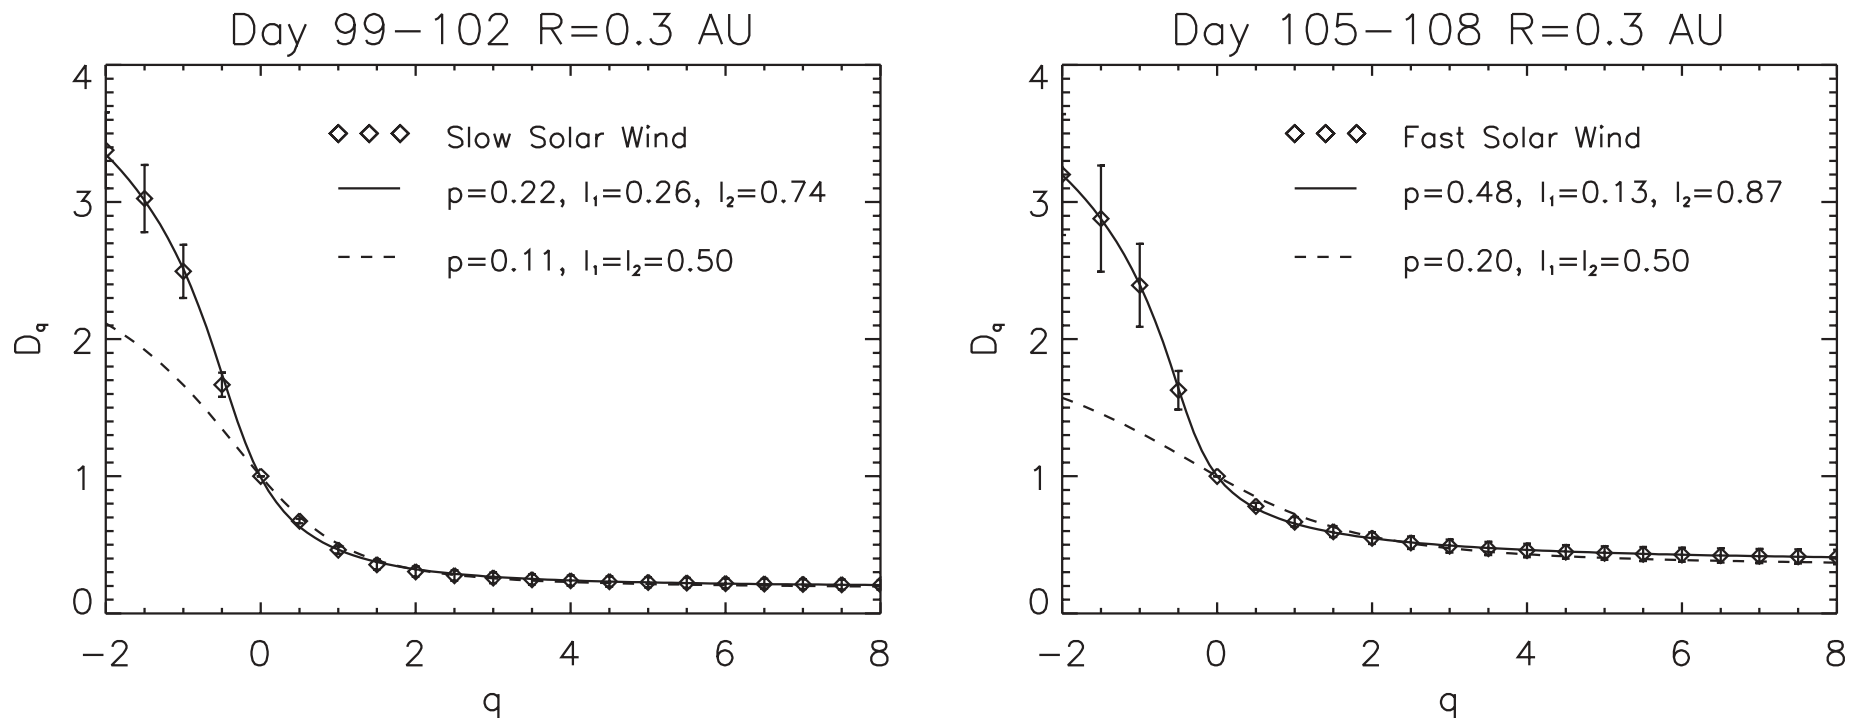 Day 99-102 R=0.3 AU
4
3
2
1
0
D_q
Slow Solar Wind
p=0.22, l₁=0.26, l₂=0.74
p=0.11, l₁=l₂=0.50
-2 0 2 4 6 8
q
Day 105-108 R=0.3 AU
4
3
2
1
0
D_q
Fast Solar Wind
p=0.48, l₁=0.13, l₂=0.87
p=0.20, l₁=l₂=0.50
-2 0 2 4 6 8
q